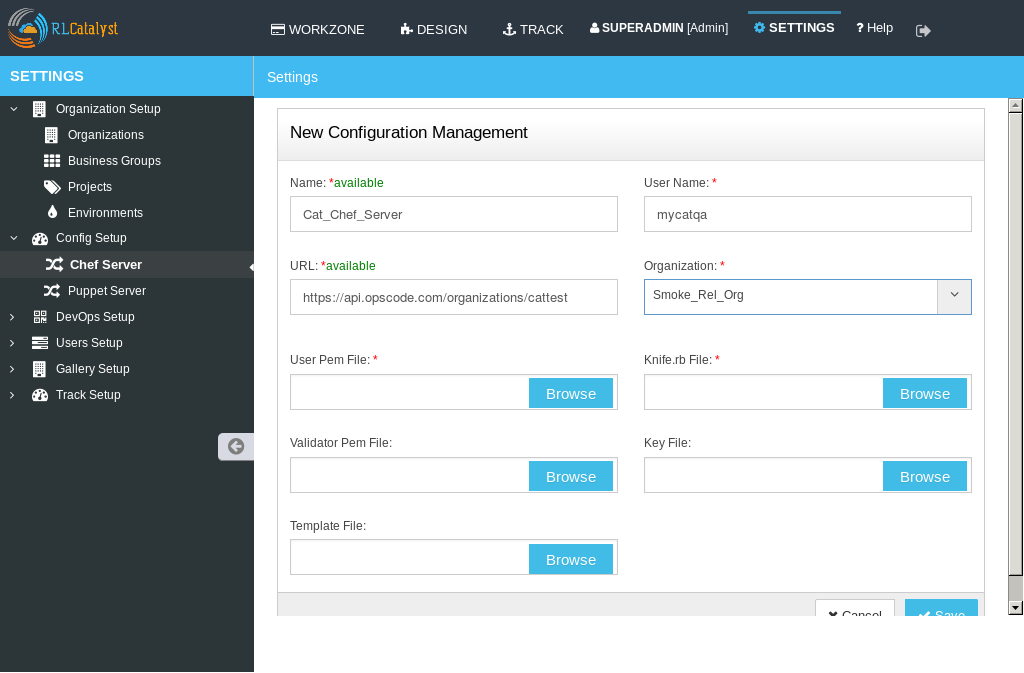 RLCatalyst
WORKZONE
DESIGN
TRACK
SUPERADMIN [Admin]
SETTINGS
? Help
SETTINGS
Settings
Organization Setup
Organizations
Business Groups
Projects
Environments
Config Setup
Chef Server
Puppet Server
DevOps Setup
Users Setup
Gallery Setup
Track Setup
New Configuration Management
Name: *available
User Name: *
Cat_Chef_Server
mycatqa
URL: *available
Organization: *
https://api.opscode.com/organizations/cattest
Smoke_Rel_Org
User Pem File: *
Knife.rb File: *
Browse
Browse
Validator Pem File:
Key File:
Browse
Browse
Template File:
Browse
Cancel
Save